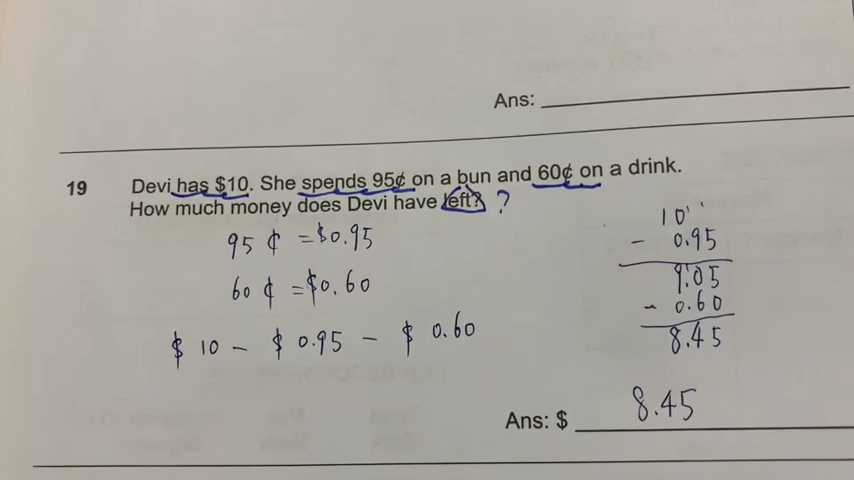 Ans:
19 Devi has $10. She spends 95¢ on a bun and 60¢ on a drink.
How much money does Devi have left? ?
95 ¢ = $0.95
60 ¢ = $0.60
$ 10 - $ 0.95 - $ 0.60
10
- 0.95
9.05
- 0.60
8.45
Ans: $ 8.45